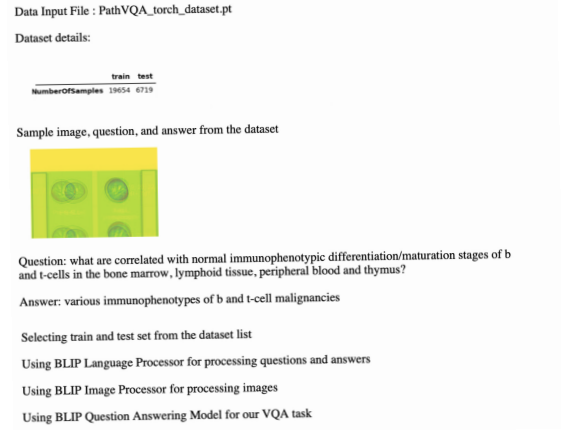 Data Input File : PathVQA_torch_dataset.pt
Dataset details:
train test
NumberOfSamples 19654 6719
Sample image, question, and answer from the dataset
Question: what are correlated with normal immunophenotypic differentiation/maturation stages of b
and t-cells in the bone marrow, lymphoid tissue, peripheral blood and thymus?
Answer: various immunophenotypes of b and t-cell malignancies
Selecting train and test set from the dataset list
Using BLIP Language Processor for processing questions and answers
Using BLIP Image Processor for processing images
Using BLIP Question Answering Model for our VQA task